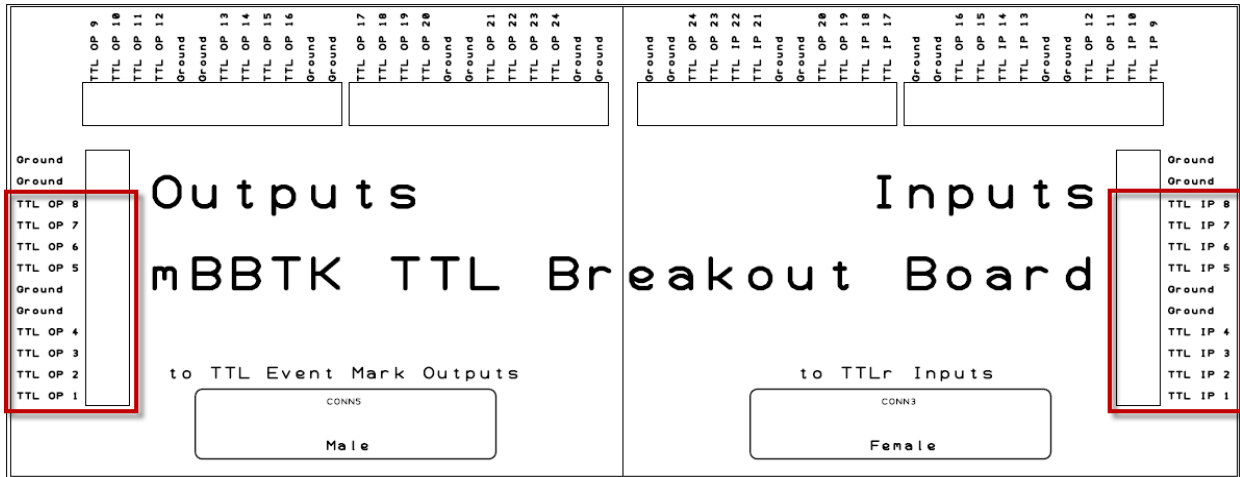 TTL OP 9
TTL OP 10
TTL OP 11
TTL OP 12
Ground
Ground
TTL OP 13
TTL OP 14
TTL OP 15
TTL OP 16
Ground
Ground
TTL OP 17
TTL OP 18
TTL OP 19
TTL OP 20
Ground
Ground
TTL OP 21
TTL OP 22
TTL OP 23
TTL OP 24
Ground
Ground
Ground
Ground
TTL OP 24
TTL OP 23
TTL IP 22
TTL IP 21
Ground
Ground
TTL OP 20
TTL OP 19
TTL IP 18
TTL IP 17
Ground
Ground
TTL OP 16
TTL OP 15
TTL IP 14
TTL IP 13
Ground
Ground
TTL OP 12
TTL OP 11
TTL IP 10
TTL IP 9
Ground
Ground
TTL OP 8
TTL OP 7
TTL OP 6
TTL OP 5
Ground
Ground
TTL OP 4
TTL OP 3
TTL OP 2
TTL OP 1
Outputs
Inputs
mBBTK TTL Breakout Board
to TTL Event Mark Outputs
CONN5
Male
to TTLr Inputs
CONN3
Female
Ground
Ground
TTL IP 8
TTL IP 7
TTL IP 6
TTL IP 5
Ground
Ground
TTL IP 4
TTL IP 3
TTL IP 2
TTL IP 1